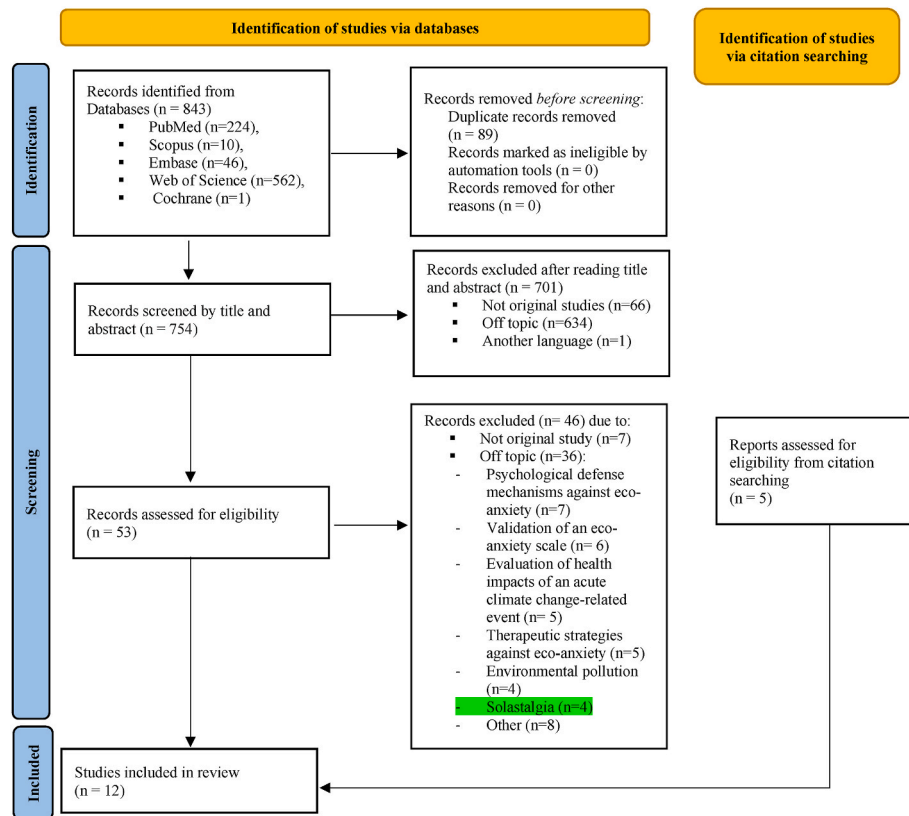 Identification of studies via databases
Identification of studies
via citation searching
Identification
Records identified from
Databases (n = 843)
▪ PubMed (n=224),
▪ Scopus (n=10),
▪ Embase (n=46),
▪ Web of Science (n=562),
▪ Cochrane (n=1)
Records removed before screening:
Duplicate records removed
(n = 89)
Records marked as ineligible by
automation tools (n = 0)
Records removed for other
reasons (n = 0)
Screening
Records screened by title and
abstract (n = 754)
Records excluded after reading title
and abstract (n = 701)
▪ Not original studies (n=66)
▪ Off topic (n=634)
▪ Another language (n=1)
Records assessed for eligibility
(n = 53)
Records excluded (n= 46) due to:
▪ Not original study (n=7)
▪ Off topic (n=36):
- Psychological defense
mechanisms against eco-
anxiety (n=7)
- Validation of an eco-
anxiety scale (n= 6)
- Evaluation of health
impacts of an acute
climate change-related
event (n= 5)
- Therapeutic strategies
against eco-anxiety (n=5)
- Environmental pollution
(n=4)
- Solastalgia (n=4)
- Other (n=8)
Reports assessed for
eligibility from citation
searching
(n = 5)
Included
Studies included in review
(n = 12)